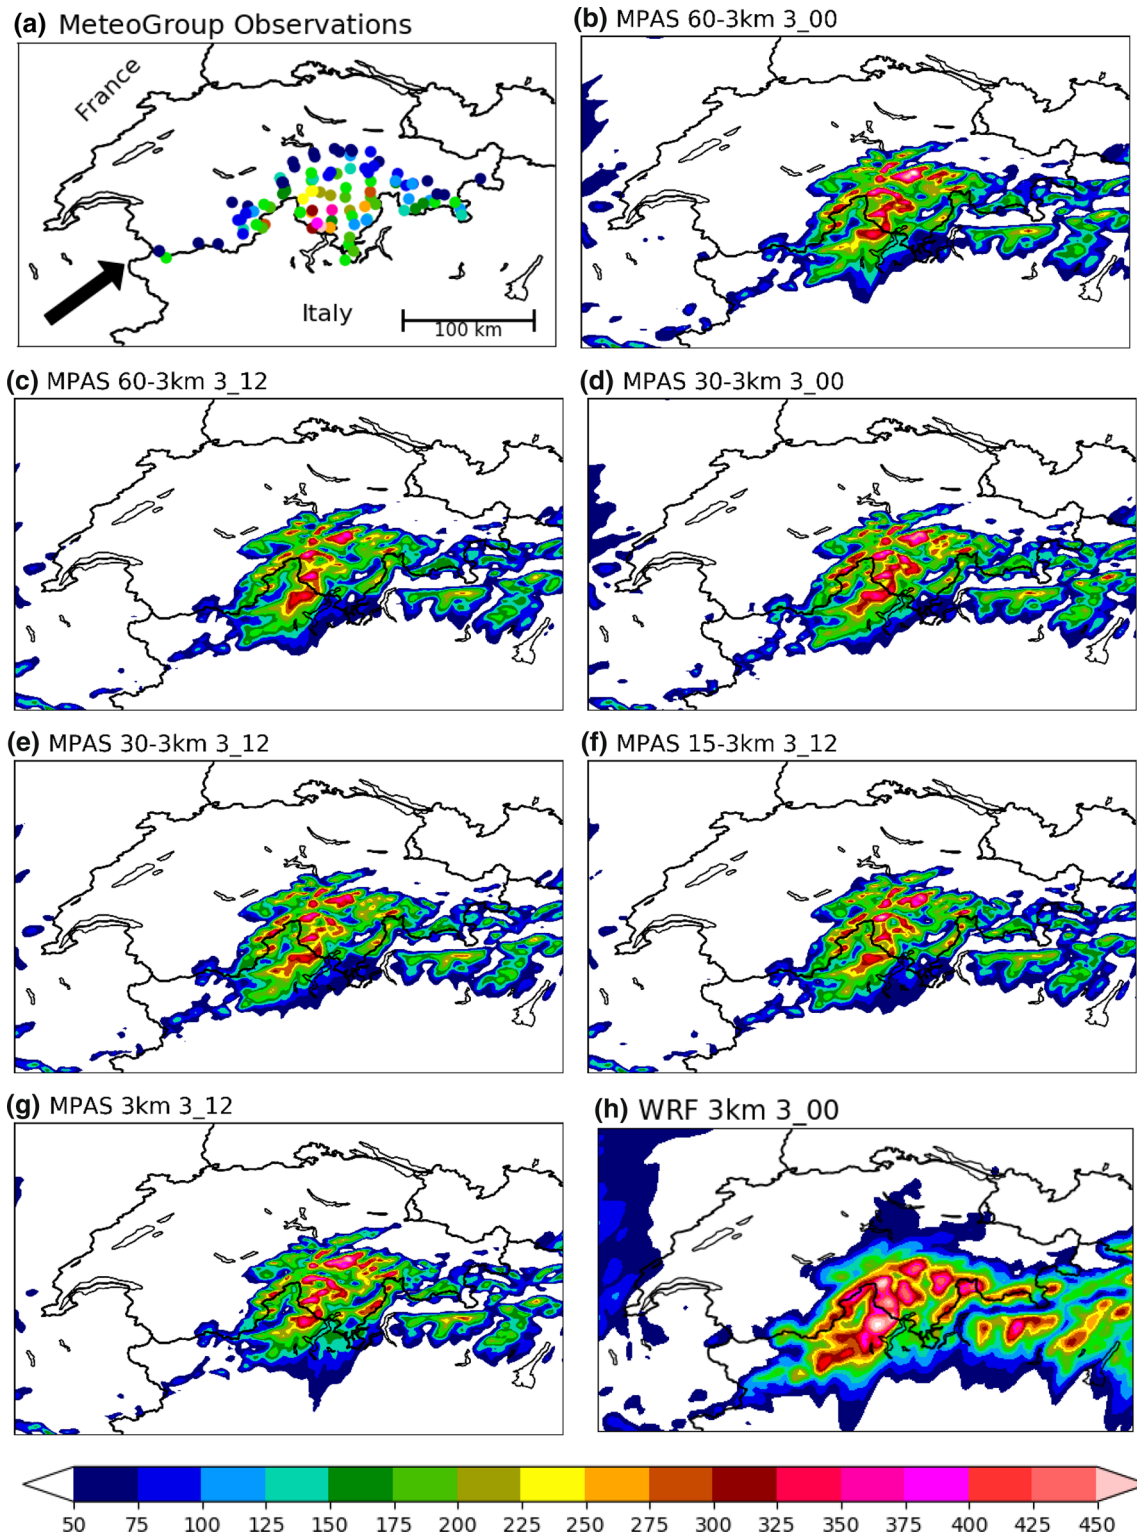 (a) MeteoGroup Observations
France
Italy
100 km
(b) MPAS 60-3km 3_00
(c) MPAS 60-3km 3_12
(d) MPAS 30-3km 3_00
(e) MPAS 30-3km 3_12
(f) MPAS 15-3km 3_12
(g) MPAS 3km 3_12
(h) WRF 3km 3_00
50 75 100 125 150 175 200 225 250 275 300 325 350 375 400 425 450